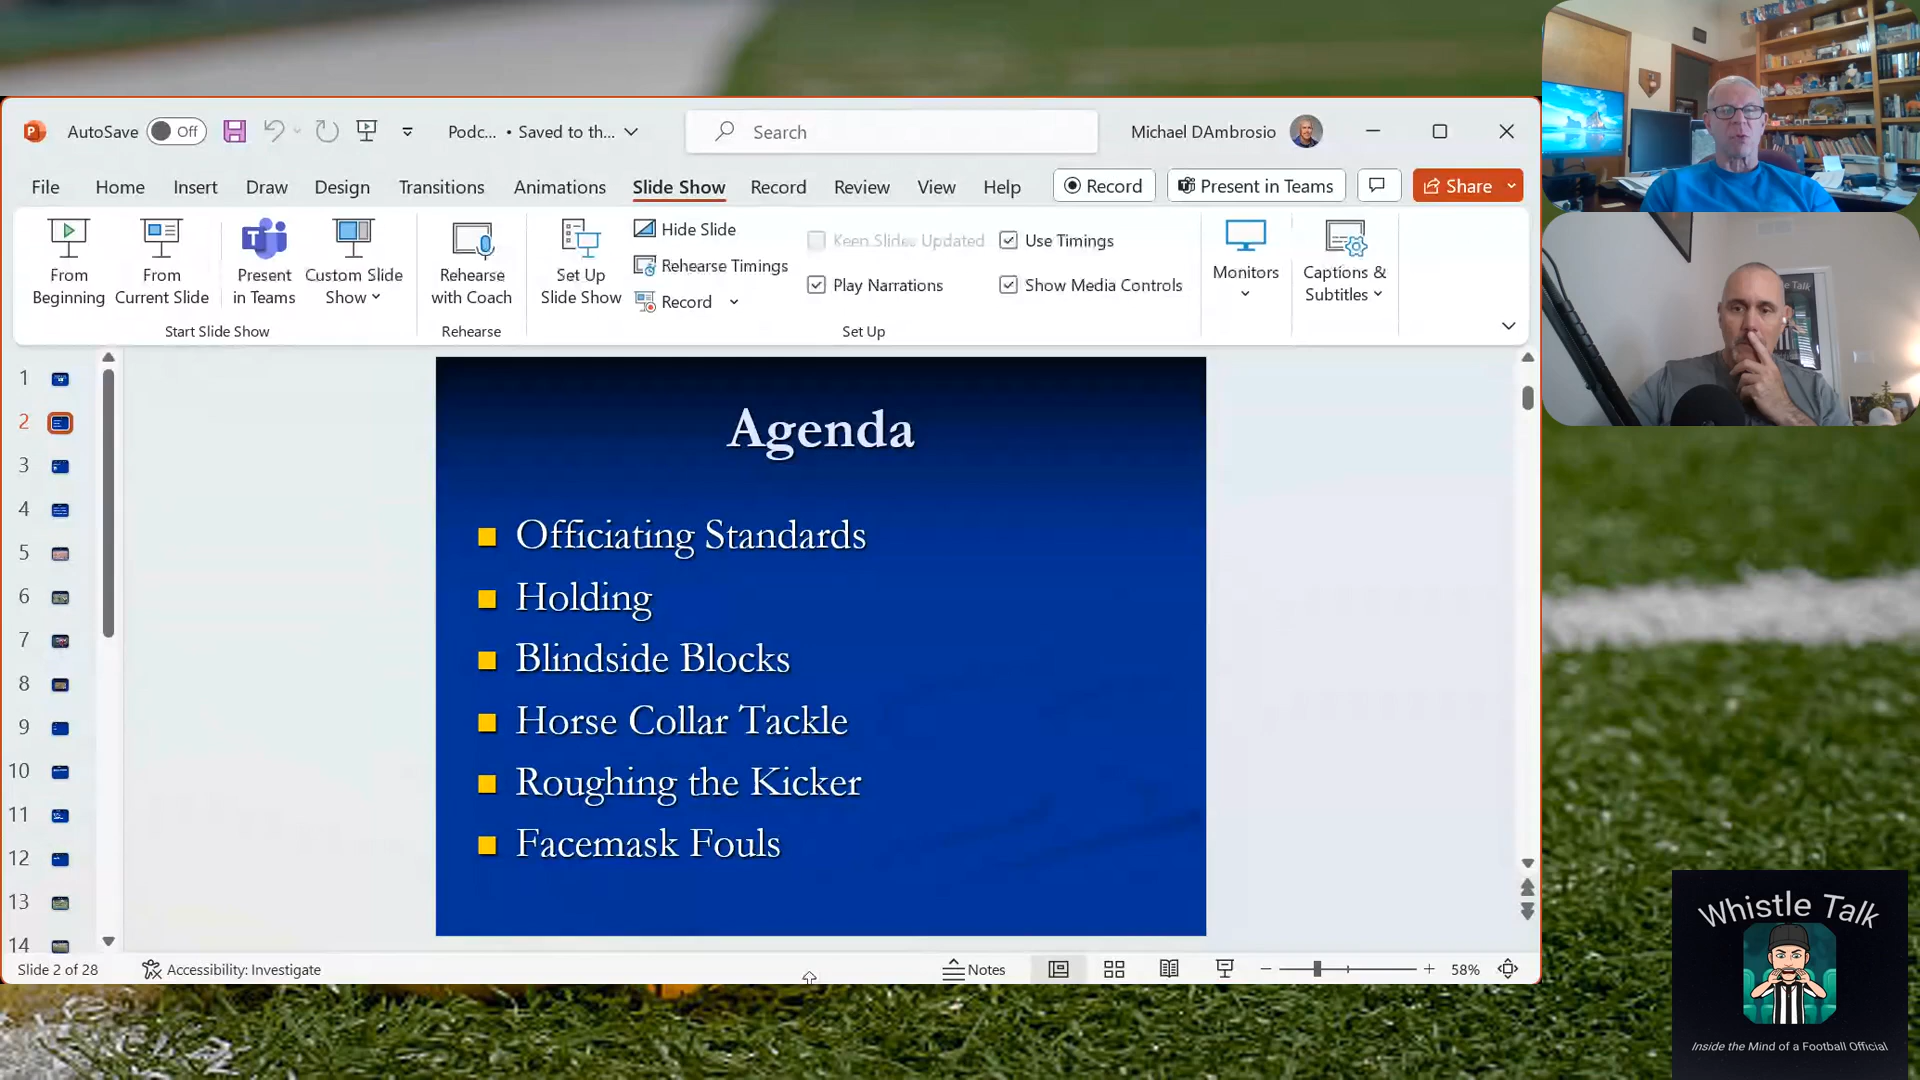 AutoSave Off Podc... • Saved to th... Search Michael DAmbrosio
File Home Insert Draw Design Transitions Animations Slide Show Record Review View Help Record Present in Teams Share
From Beginning
From Current Slide
Present in Teams
Custom Slide Show
Start Slide Show
Rehearse with Coach
Rehearse
Set Up Slide Show
Hide Slide
Rehearse Timings
Record
Keep Slides Updated
Play Narrations
Use Timings
Show Media Controls
Set Up
Monitors
Captions & Subtitles
1
2
3
4
5
6
7
8
9
10
11
12
13
14
Agenda
Officiating Standards
Holding
Blindside Blocks
Horse Collar Tackle
Roughing the Kicker
Facemask Fouls
Slide 2 of 28 Accessibility: Investigate Notes 58%
Whistle Talk
Inside the Mind of a Football Official